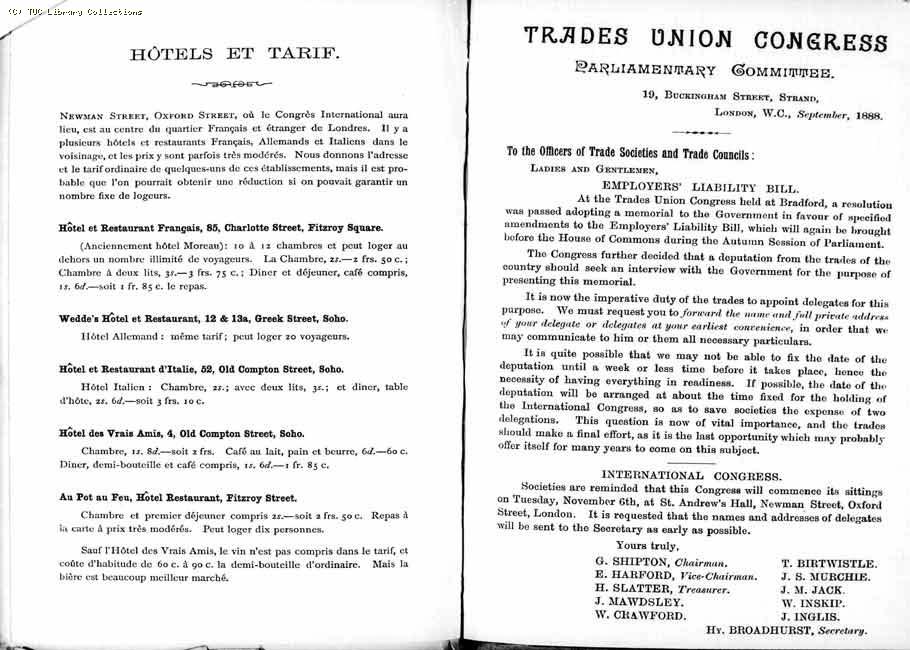 (C) TUC Library Collections
HÔTELS ET TARIF.
Newman Street, Oxford Street, où le Congrès International aura
lieu, est au centre du quartier Français et étranger de Londres. Il y a
plusieurs hôtels et restaurants Français, Allemands et Italiens dans le
voisinage, et les prix y sont parfois très modérés. Nous donnons l'adresse
et le tarif ordinaire de quelques-uns de ces établissements, mais il est pro-
bable que l'on pourrait obtenir une réduction si on pouvait garantir un
nombre fixe de logeurs.
Hôtel et Restaurant Français, 85, Charlotte Street, Fitzroy Square.
(Anciennement hôtel Moreau): 10 à 12 chambres et peut loger au
dehors un nombre illimité de voyageurs. La Chambre, 2s.—2 frs. 50 c.;
Chambre à deux lits, 3s.—3 frs. 75 c.; Diner et déjeuner, café compris,
1s. 6d.—soit 1 fr. 85 c. le repas.
Wedde's Hôtel et Restaurant, 12 & 13a, Greek Street, Soho.
Hôtel Allemand: même tarif; peut loger 20 voyageurs.
Hôtel et Restaurant d'Italie, 52, Old Compton Street, Soho.
Hôtel Italien: Chambre, 2s.; avec deux lits, 3s.; et diner, table
d'hôte, 2s. 6d.—soit 3 frs. 10 c.
Hôtel des Vrais Amis, 4, Old Compton Street, Soho.
Chambre, 1s. 8d.—soit 2 frs. Café au lait, pain et beurre, 6d.—60 c.
Diner, demi-bouteille et café compris, 1s. 6d.—1 fr. 85 c.
Au Pot au Feu, Hôtel Restaurant, Fitzroy Street.
Chambre et premier déjeuner compris 2s.—soit 2 frs. 50 c. Repas à
la carte à prix très modérés. Peut loger dix personnes.
Sauf l'Hôtel des Vrais Amis, le vin n'est pas compris dans le tarif, et
coûte d'habitude de 60 c. à 90 c. la demi-bouteille d'ordinaire. Mais la
bière est beaucoup meilleur marché.
TRADES UNION CONGRESS
PARLIAMENTARY COMMITTEE.
19, Buckingham Street, Strand,
London, W.C., September, 1888.
To the Officers of Trade Societies and Trade Councils:
Ladies and Gentlemen,
EMPLOYERS' LIABILITY BILL.
At the Trades Union Congress held at Bradford, a resolution
was passed adopting a memorial to the Government in favour of specified
amendments to the Employers' Liability Bill, which will again be brought
before the House of Commons during the Autumn Session of Parliament.
The Congress further decided that a deputation from the trades of the
country should seek an interview with the Government for the purpose of
presenting this memorial.
It is now the imperative duty of the trades to appoint delegates for this
purpose. We must request you to forward the name and full private address
of your delegate or delegates at your earliest convenience, in order that we
may communicate to him or them all necessary particulars.
It is quite possible that we may not be able to fix the date of the
deputation until a week or less time before it takes place, hence the
necessity of having everything in readiness. If possible, the date of the
deputation will be arranged at about the time fixed for the holding of
the International Congress, so as to save societies the expense of two
delegations. This question is now of vital importance, and the trades
should make a final effort, as it is the last opportunity which may probably
offer itself for many years to come on this subject.
INTERNATIONAL CONGRESS.
Societies are reminded that this Congress will commence its sittings
on Tuesday, November 6th, at St. Andrew's Hall, Newman Street, Oxford
Street, London. It is requested that the names and addresses of delegates
will be sent to the Secretary as early as possible.
Yours truly,
G. SHIPTON, Chairman. T. BIRTWISTLE.
E. HARFORD, Vice-Chairman. J. S. MURCHIE.
H. SLATTER, Treasurer. J. M. JACK.
J. MAWDSLEY. W. INSKIP.
W. CRAWFORD. J. INGLIS.
Hy. BROADHURST, Secretary.